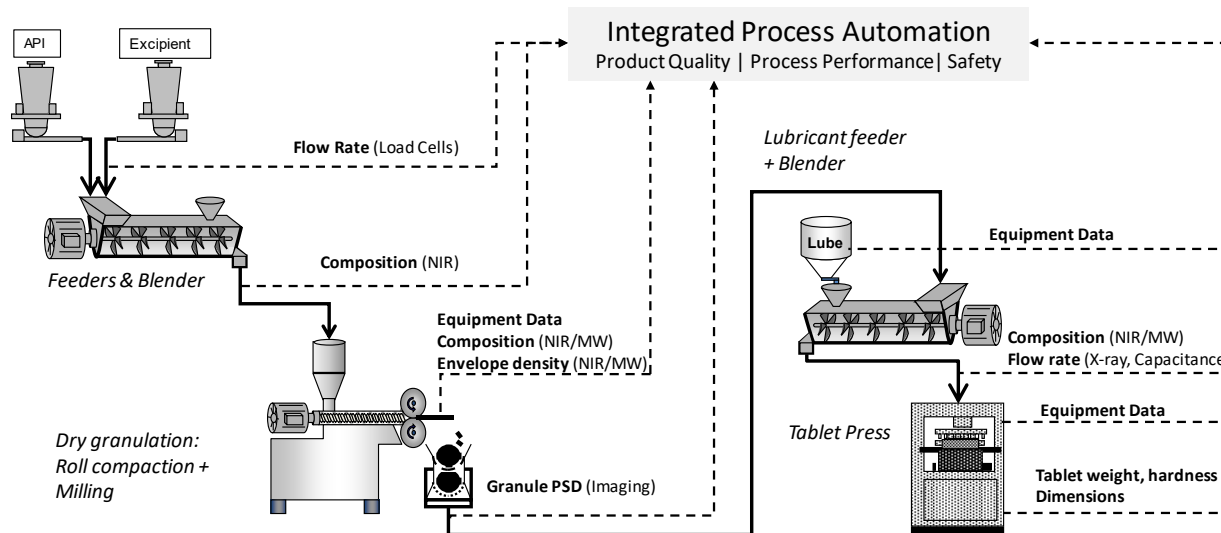 Integrated Process Automation
Product Quality | Process Performance| Safety
API
Excipient
Flow Rate (Load Cells)
Feeders & Blender
Composition (NIR)
Equipment Data
Composition (NIR/MW)
Envelope density (NIR/MW)
Dry granulation:
Roll compaction +
Milling
Granule PSD (Imaging)
Lubricant feeder
+ Blender
Lube
Equipment Data
Composition (NIR/MW)
Flow rate (X-ray, Capacitance
Tablet Press
Equipment Data
Tablet weight, hardness
Dimensions